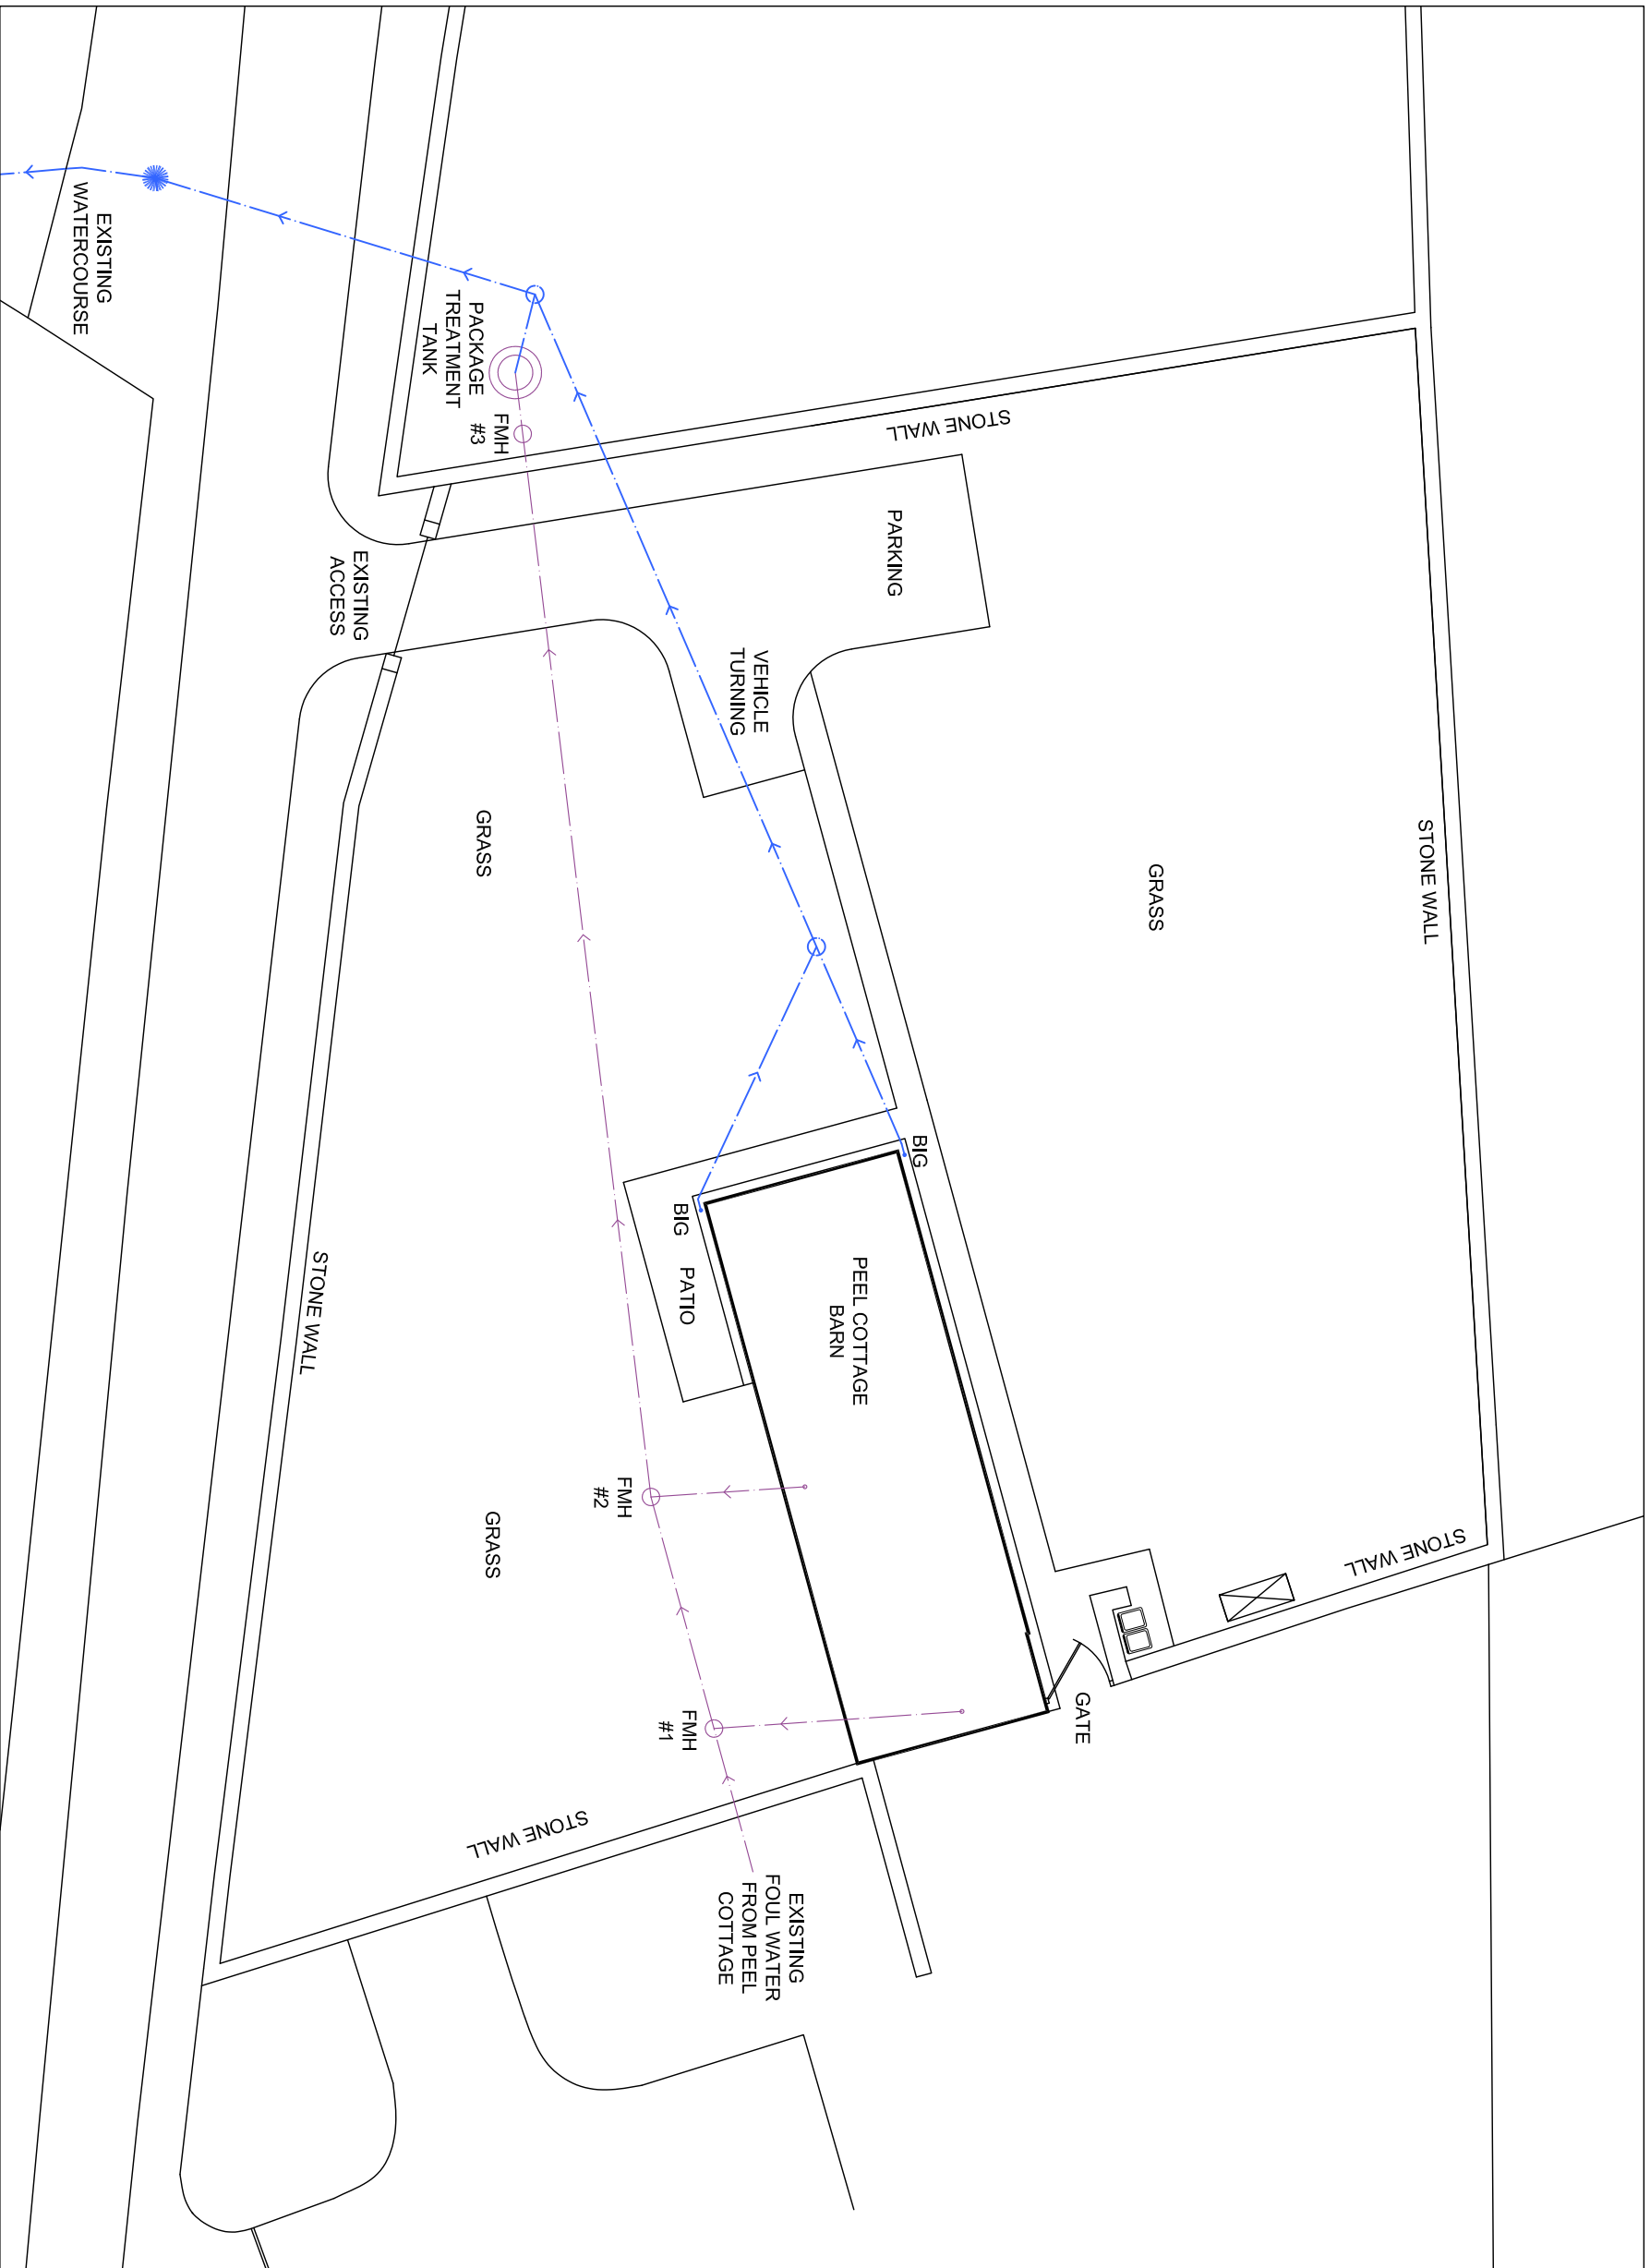 EXISTING
WATERCOURSE
PACKAGE
TREATMENT
TANK
FMH
#3
STONE WALL
PARKING
EXISTING
ACCESS
VEHICLE
TURNING
GRASS
GRASS
STONE WALL
BIG
BIG
PATIO
PEEL COTTAGE
BARN
STONE WALL
FMH
#2
GRASS
STONE WALL
GATE
FMH
#1
STONE WALL
EXISTING
FOUL WATER
FROM PEEL
COTTAGE